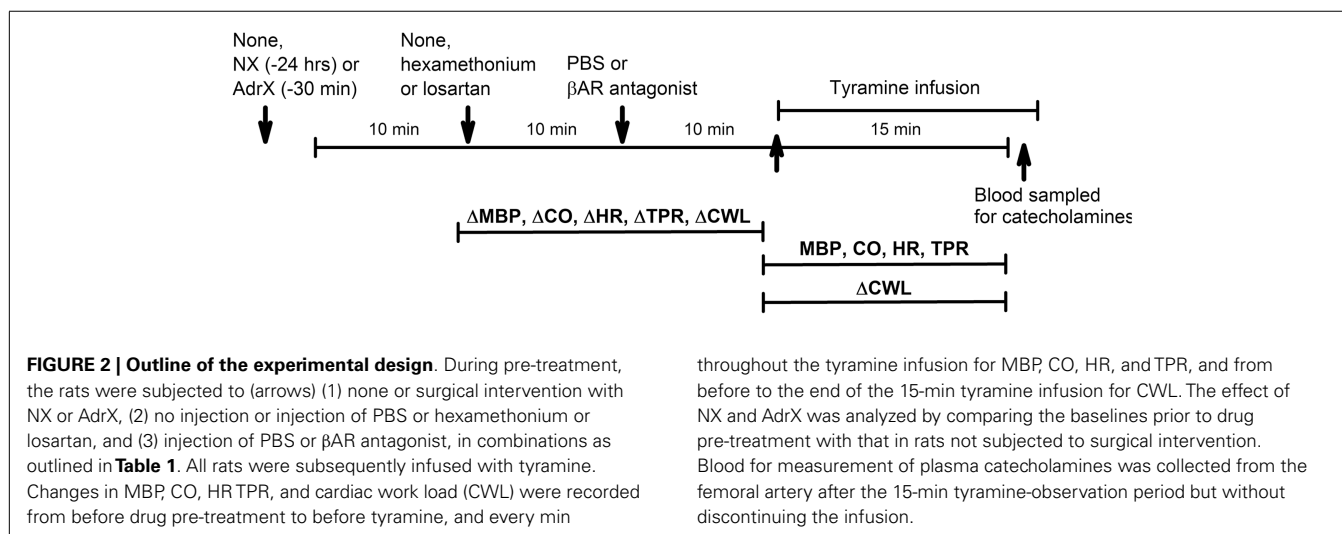 None,
NX (-24 hrs) or
AdrX (-30 min)
None,
hexamethonium
or losartan
PBS or
βAR antagonist
Tyramine infusion
10 min
10 min
10 min
15 min
Blood sampled
for catecholamines
ΔMBP, ΔCO, ΔHR, ΔTPR, ΔCWL
MBP, CO, HR, TPR
ΔCWL
FIGURE 2 | Outline of the experimental design. During pre-treatment,
the rats were subjected to (arrows) (1) none or surgical intervention with
NX or AdrX, (2) no injection or injection of PBS or hexamethonium or
losartan, and (3) injection of PBS or βAR antagonist, in combinations as
outlined in Table 1. All rats were subsequently infused with tyramine.
Changes in MBP, CO, HR TPR, and cardiac work load (CWL) were recorded
from before drug pre-treatment to before tyramine, and every min
throughout the tyramine infusion for MBP, CO, HR, and TPR, and from
before to the end of the 15-min tyramine infusion for CWL. The effect of
NX and AdrX was analyzed by comparing the baselines prior to drug
pre-treatment with that in rats not subjected to surgical intervention.
Blood for measurement of plasma catecholamines was collected from the
femoral artery after the 15-min tyramine-observation period but without
discontinuing the infusion.